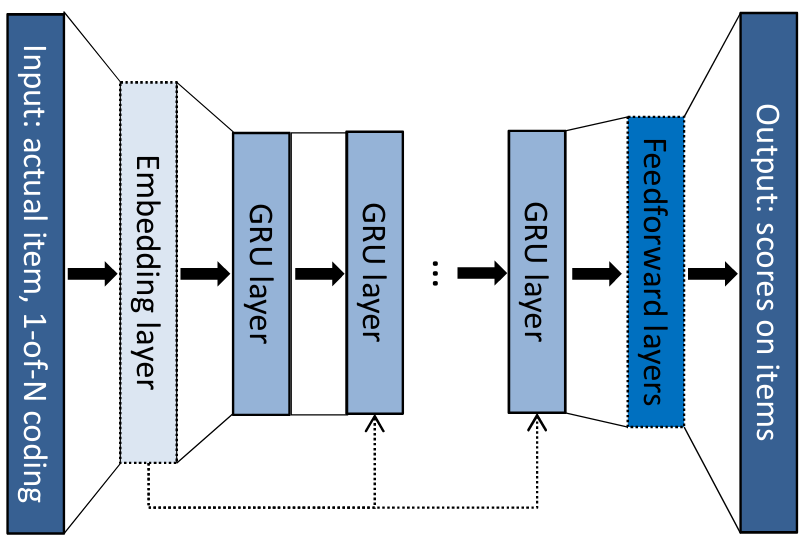 Input: actual item, 1-of-N coding
Embedding layer
GRU layer
GRU layer
...
GRU layer
Feedforward layers
Output: scores on items